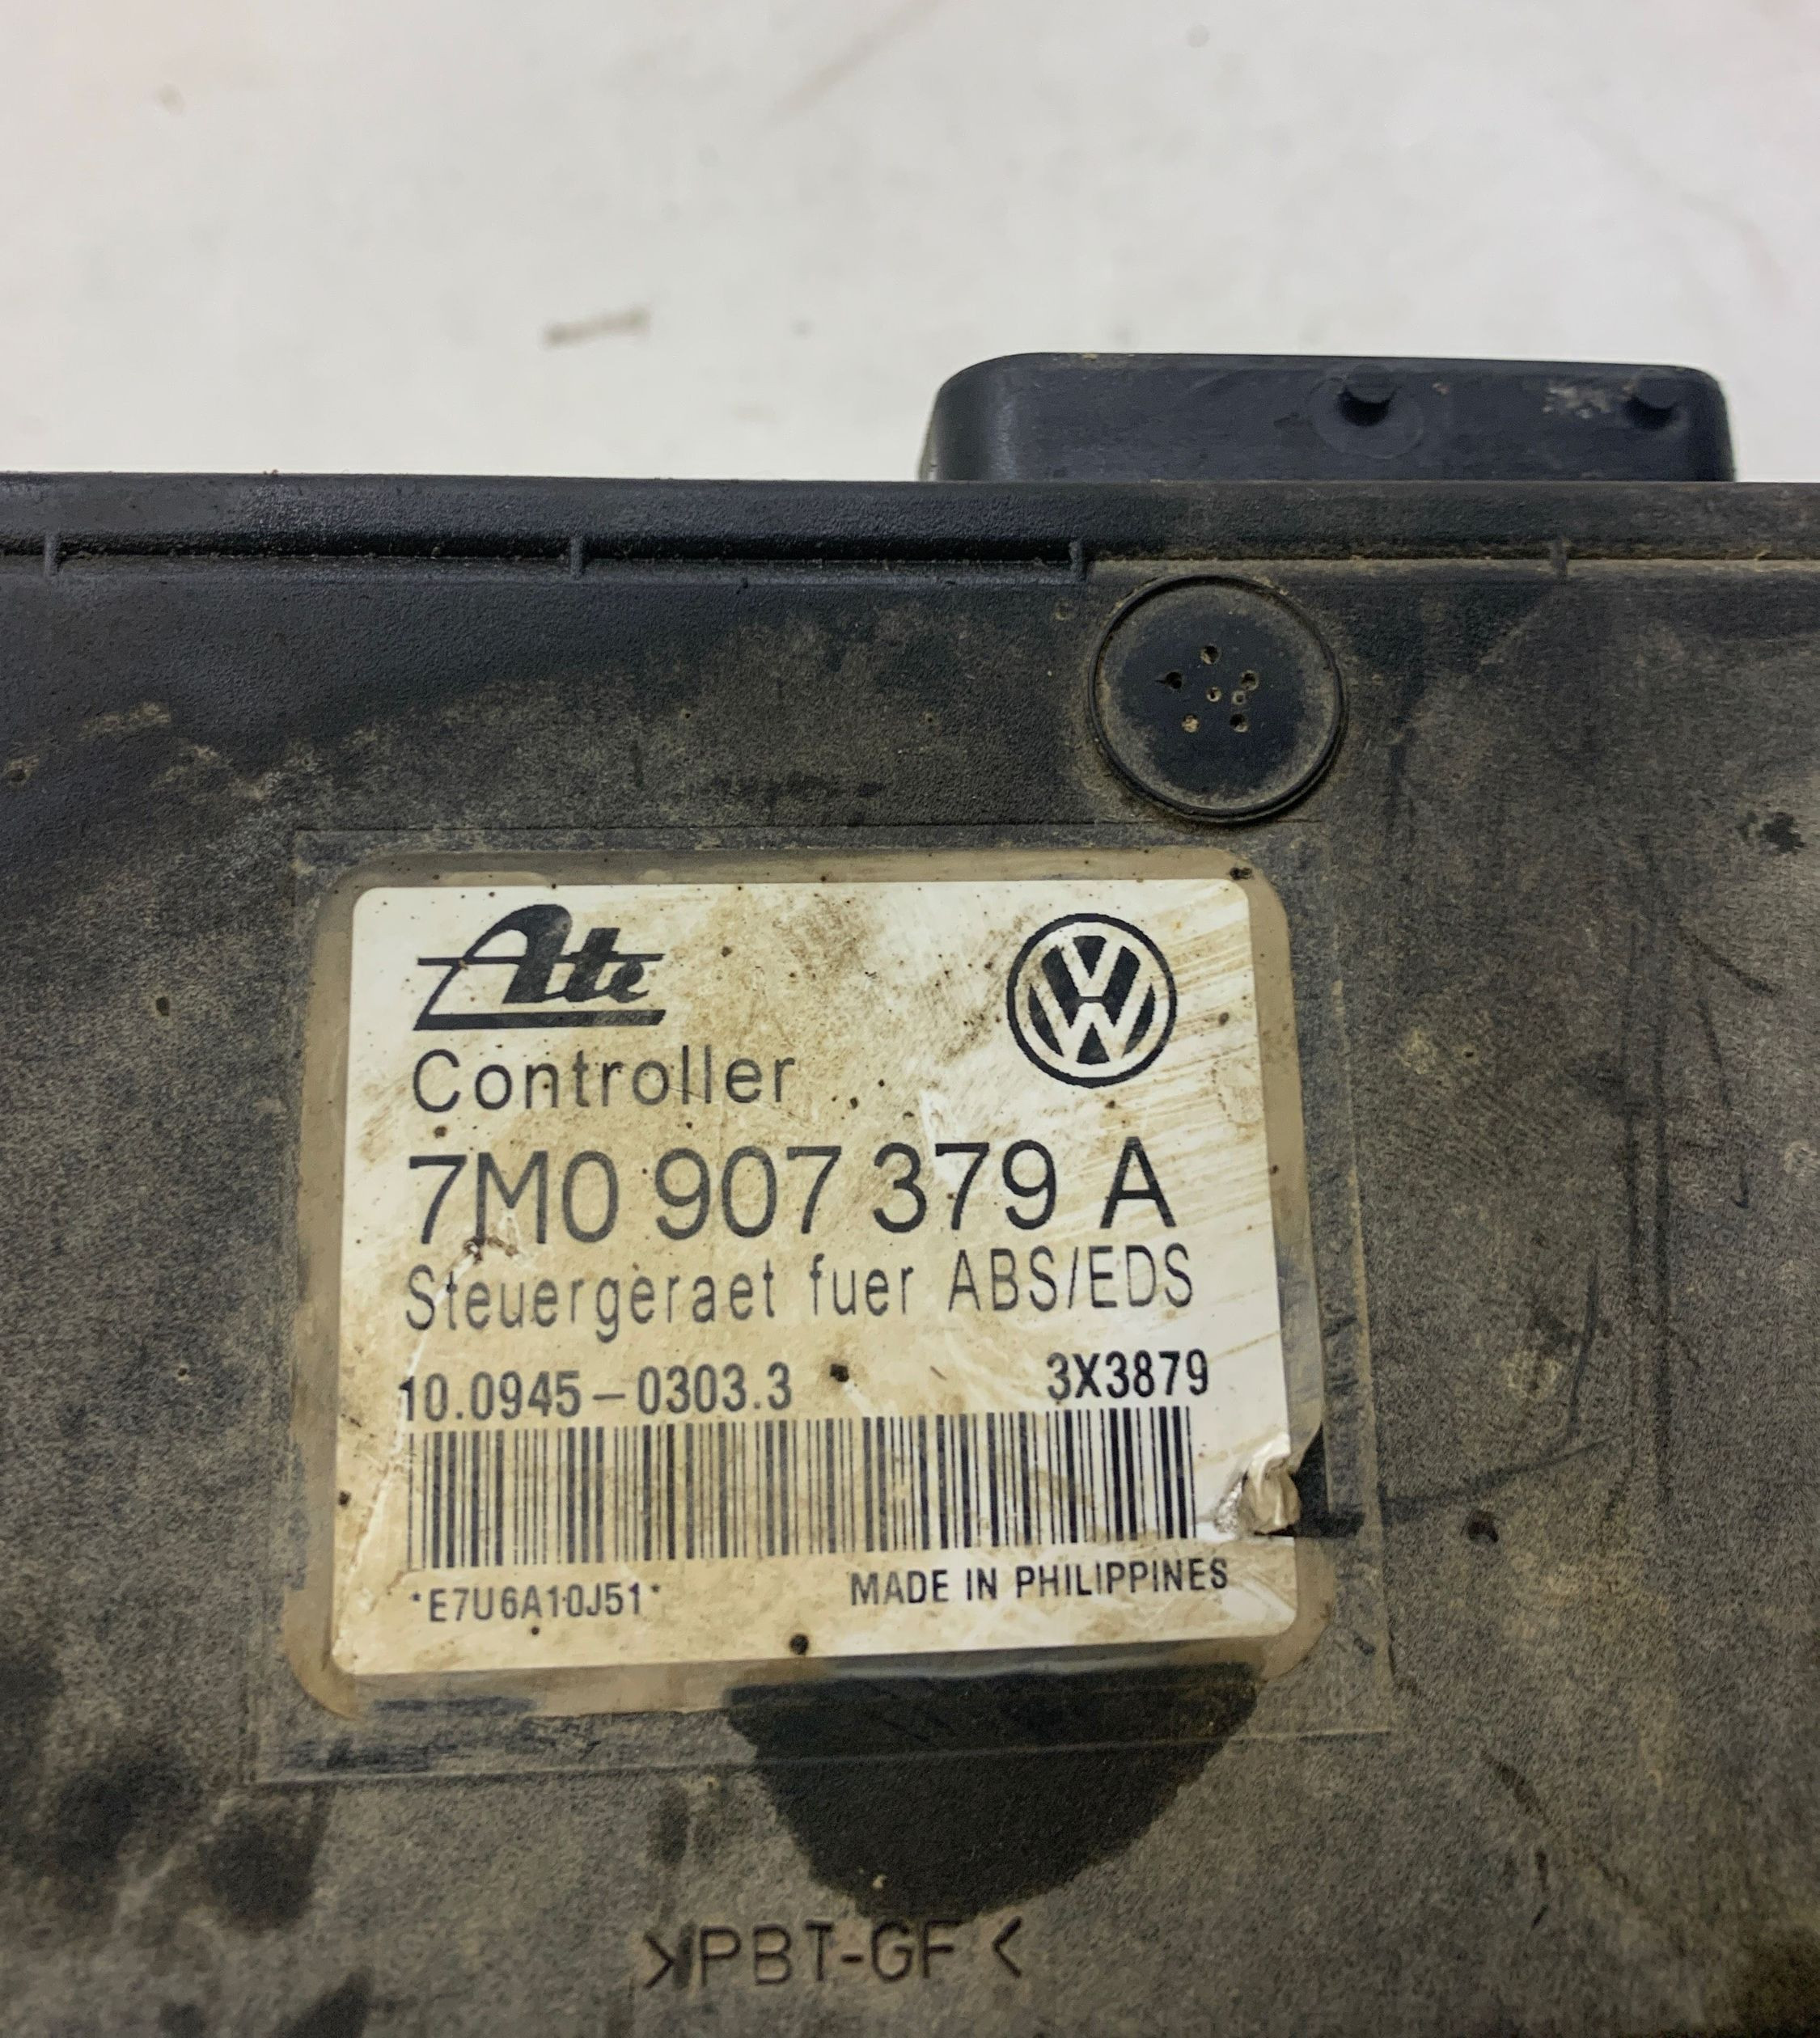 Ate
VW
Controller
7M0 907 379 A
Steuergeraet fuer ABS/EDS
10.0945-0303.3 3X3879
*E7U6A10J51* MADE IN PHILIPPINES
>PBT-GF<